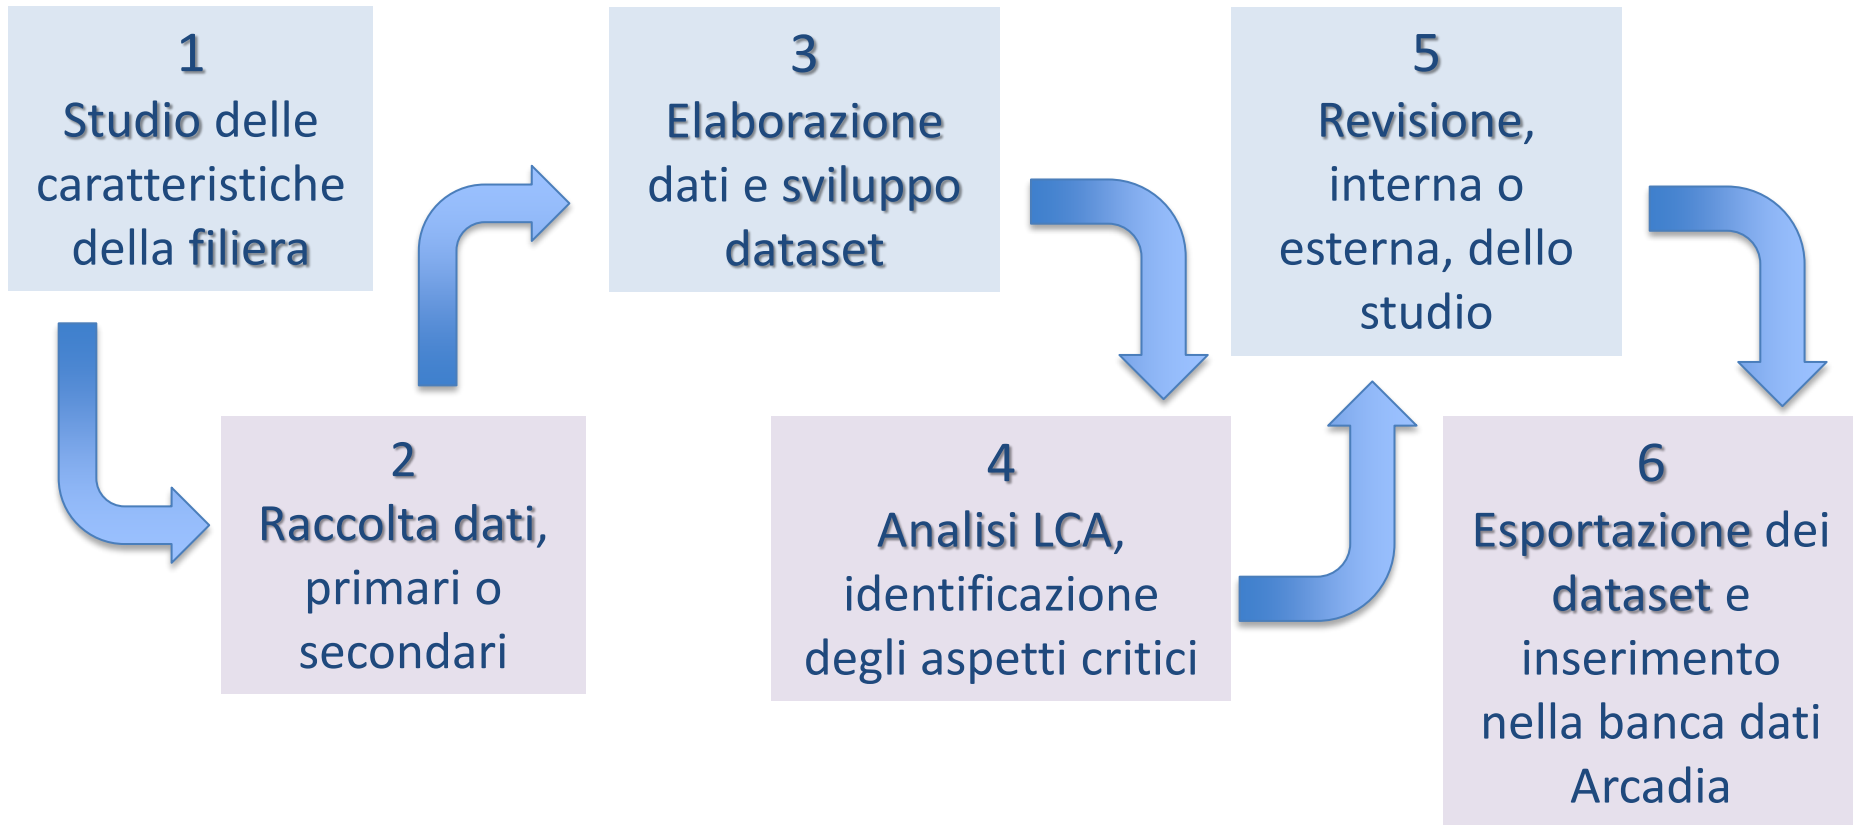 1
Studio delle
caratteristiche
della filiera
2
Raccolta dati,
primari o
secondari
3
Elaborazione
dati e sviluppo
dataset
4
Analisi LCA,
identificazione
degli aspetti critici
5
Revisione,
interna o
esterna, dello
studio
6
Esportazione dei
dataset e
inserimento
nella banca dati
Arcadia